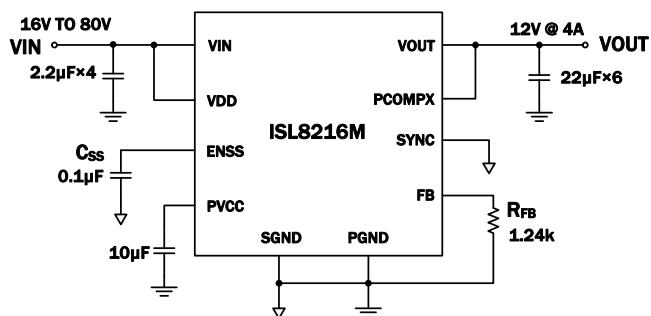 16V TO 80V
VIN
2.2µF×4
VIN
VOUT
12V @ 4A
VOUT
22µF×6
VDD
PCOMPX
ISL8216M
SYNC
CSS
0.1µF
ENSS
FB
RFB
1.24k
PVCC
10µF
SGND
PGND